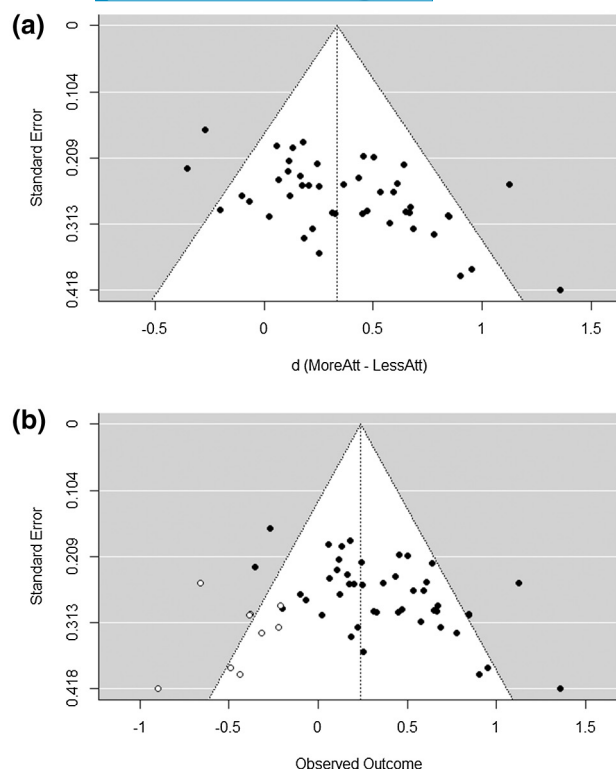 (a)
Standard Error
0
0.104
0.209
0.313
0.418
-0.5 0 0.5 1 1.5
d (MoreAtt - LessAtt)
(b)
Standard Error
0
0.104
0.209
0.313
0.418
-1 -0.5 0 0.5 1 1.5
Observed Outcome